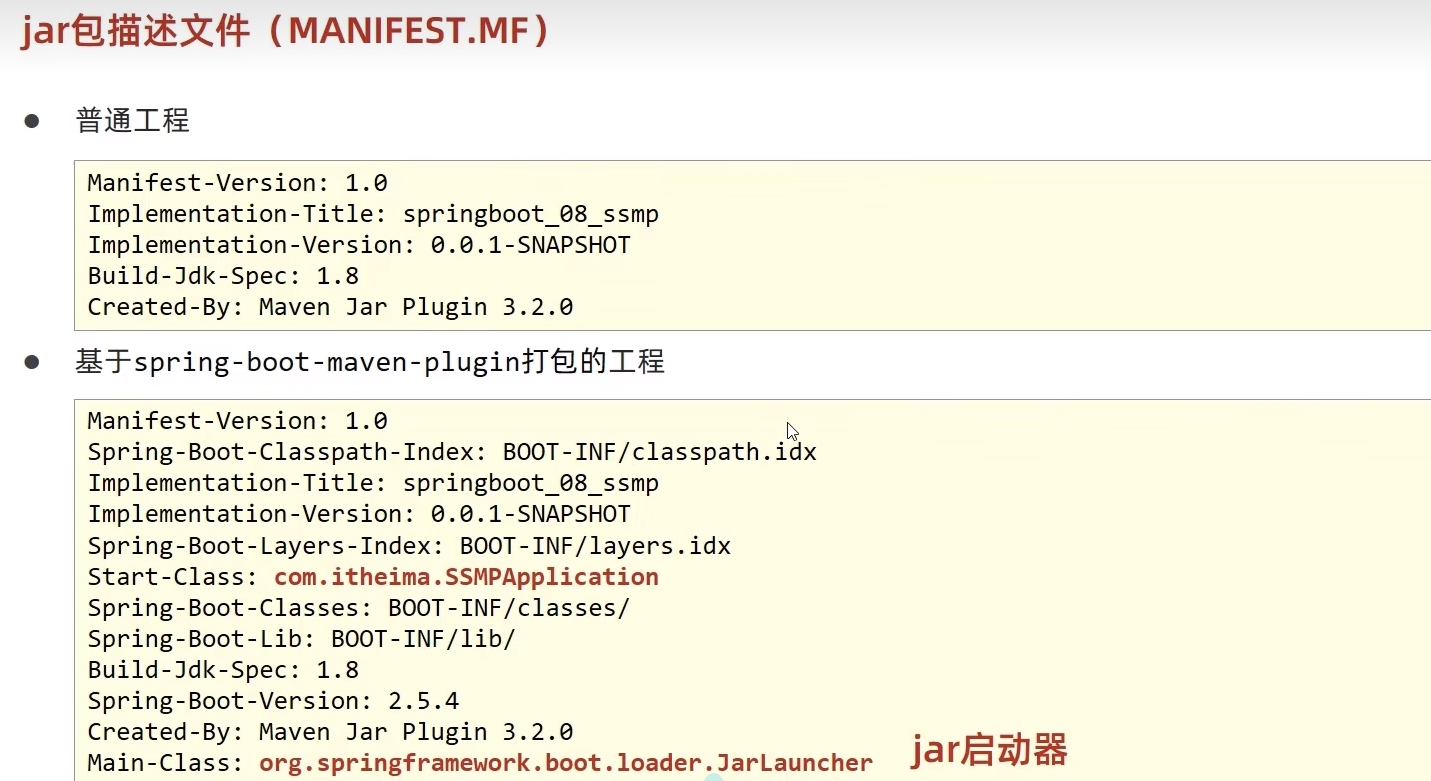 jar包描述文件（MANIFEST.MF）
● 普通工程
Manifest-Version: 1.0
Implementation-Title: springboot_08_ssmp
Implementation-Version: 0.0.1-SNAPSHOT
Build-Jdk-Spec: 1.8
Created-By: Maven Jar Plugin 3.2.0
● 基于spring-boot-maven-plugin打包的工程
Manifest-Version: 1.0
Spring-Boot-Classpath-Index: BOOT-INF/classpath.idx
Implementation-Title: springboot_08_ssmp
Implementation-Version: 0.0.1-SNAPSHOT
Spring-Boot-Layers-Index: BOOT-INF/layers.idx
Start-Class: com.itheima.SSMPApplication
Spring-Boot-Classes: BOOT-INF/classes/
Spring-Boot-Lib: BOOT-INF/lib/
Build-Jdk-Spec: 1.8
Spring-Boot-Version: 2.5.4
Created-By: Maven Jar Plugin 3.2.0
Main-Class: org.springframework.boot.loader.JarLauncher jar启动器